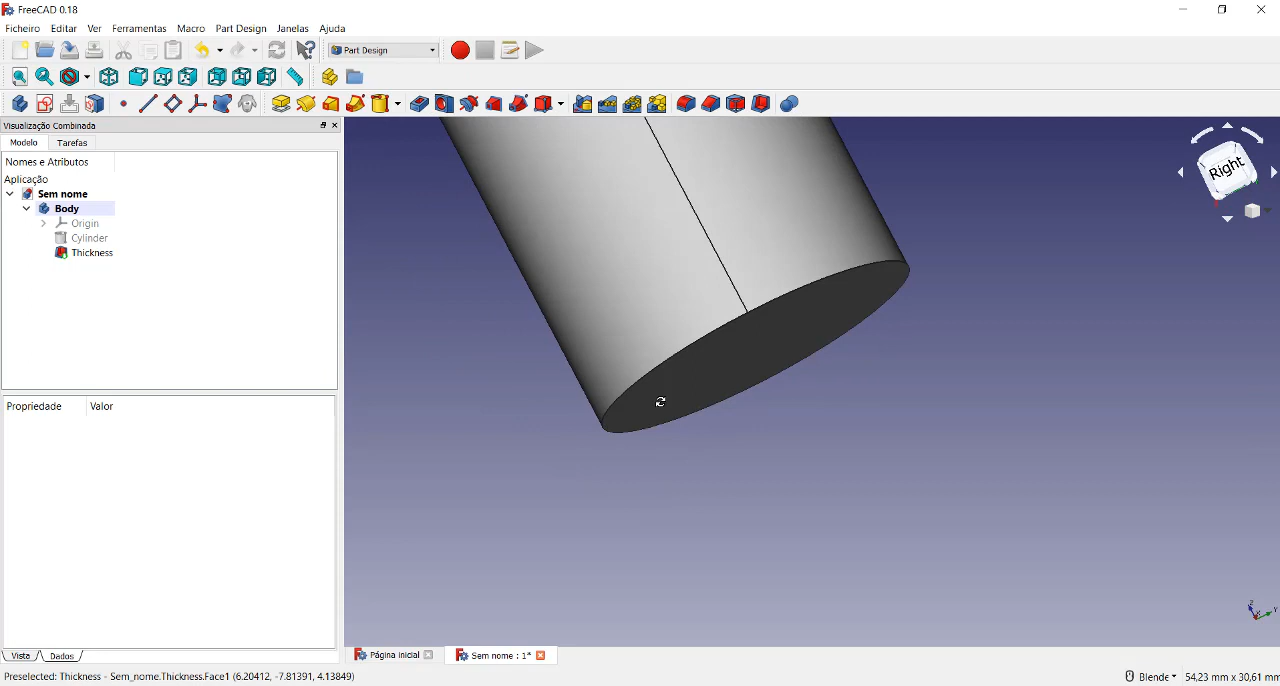 FreeCAD 0.18
Ficheiro Editar Ver Ferramentas Macro Part Design Janelas Ajuda
Part Design
Visualização Combinada
Modelo Tarefas
Nomes e Atributos
Aplicação
Sem nome
Body
Origin
Cylinder
Thickness
Right
Propriedade Valor
Z
Y
Vista Dados
Página inicial Sem nome : 1*
Preselected: Thickness - Sem_nome.Thickness.Face1 (6.20412, -7.81391, 4.13849) Blende 54,23 mm x 30,61 mm